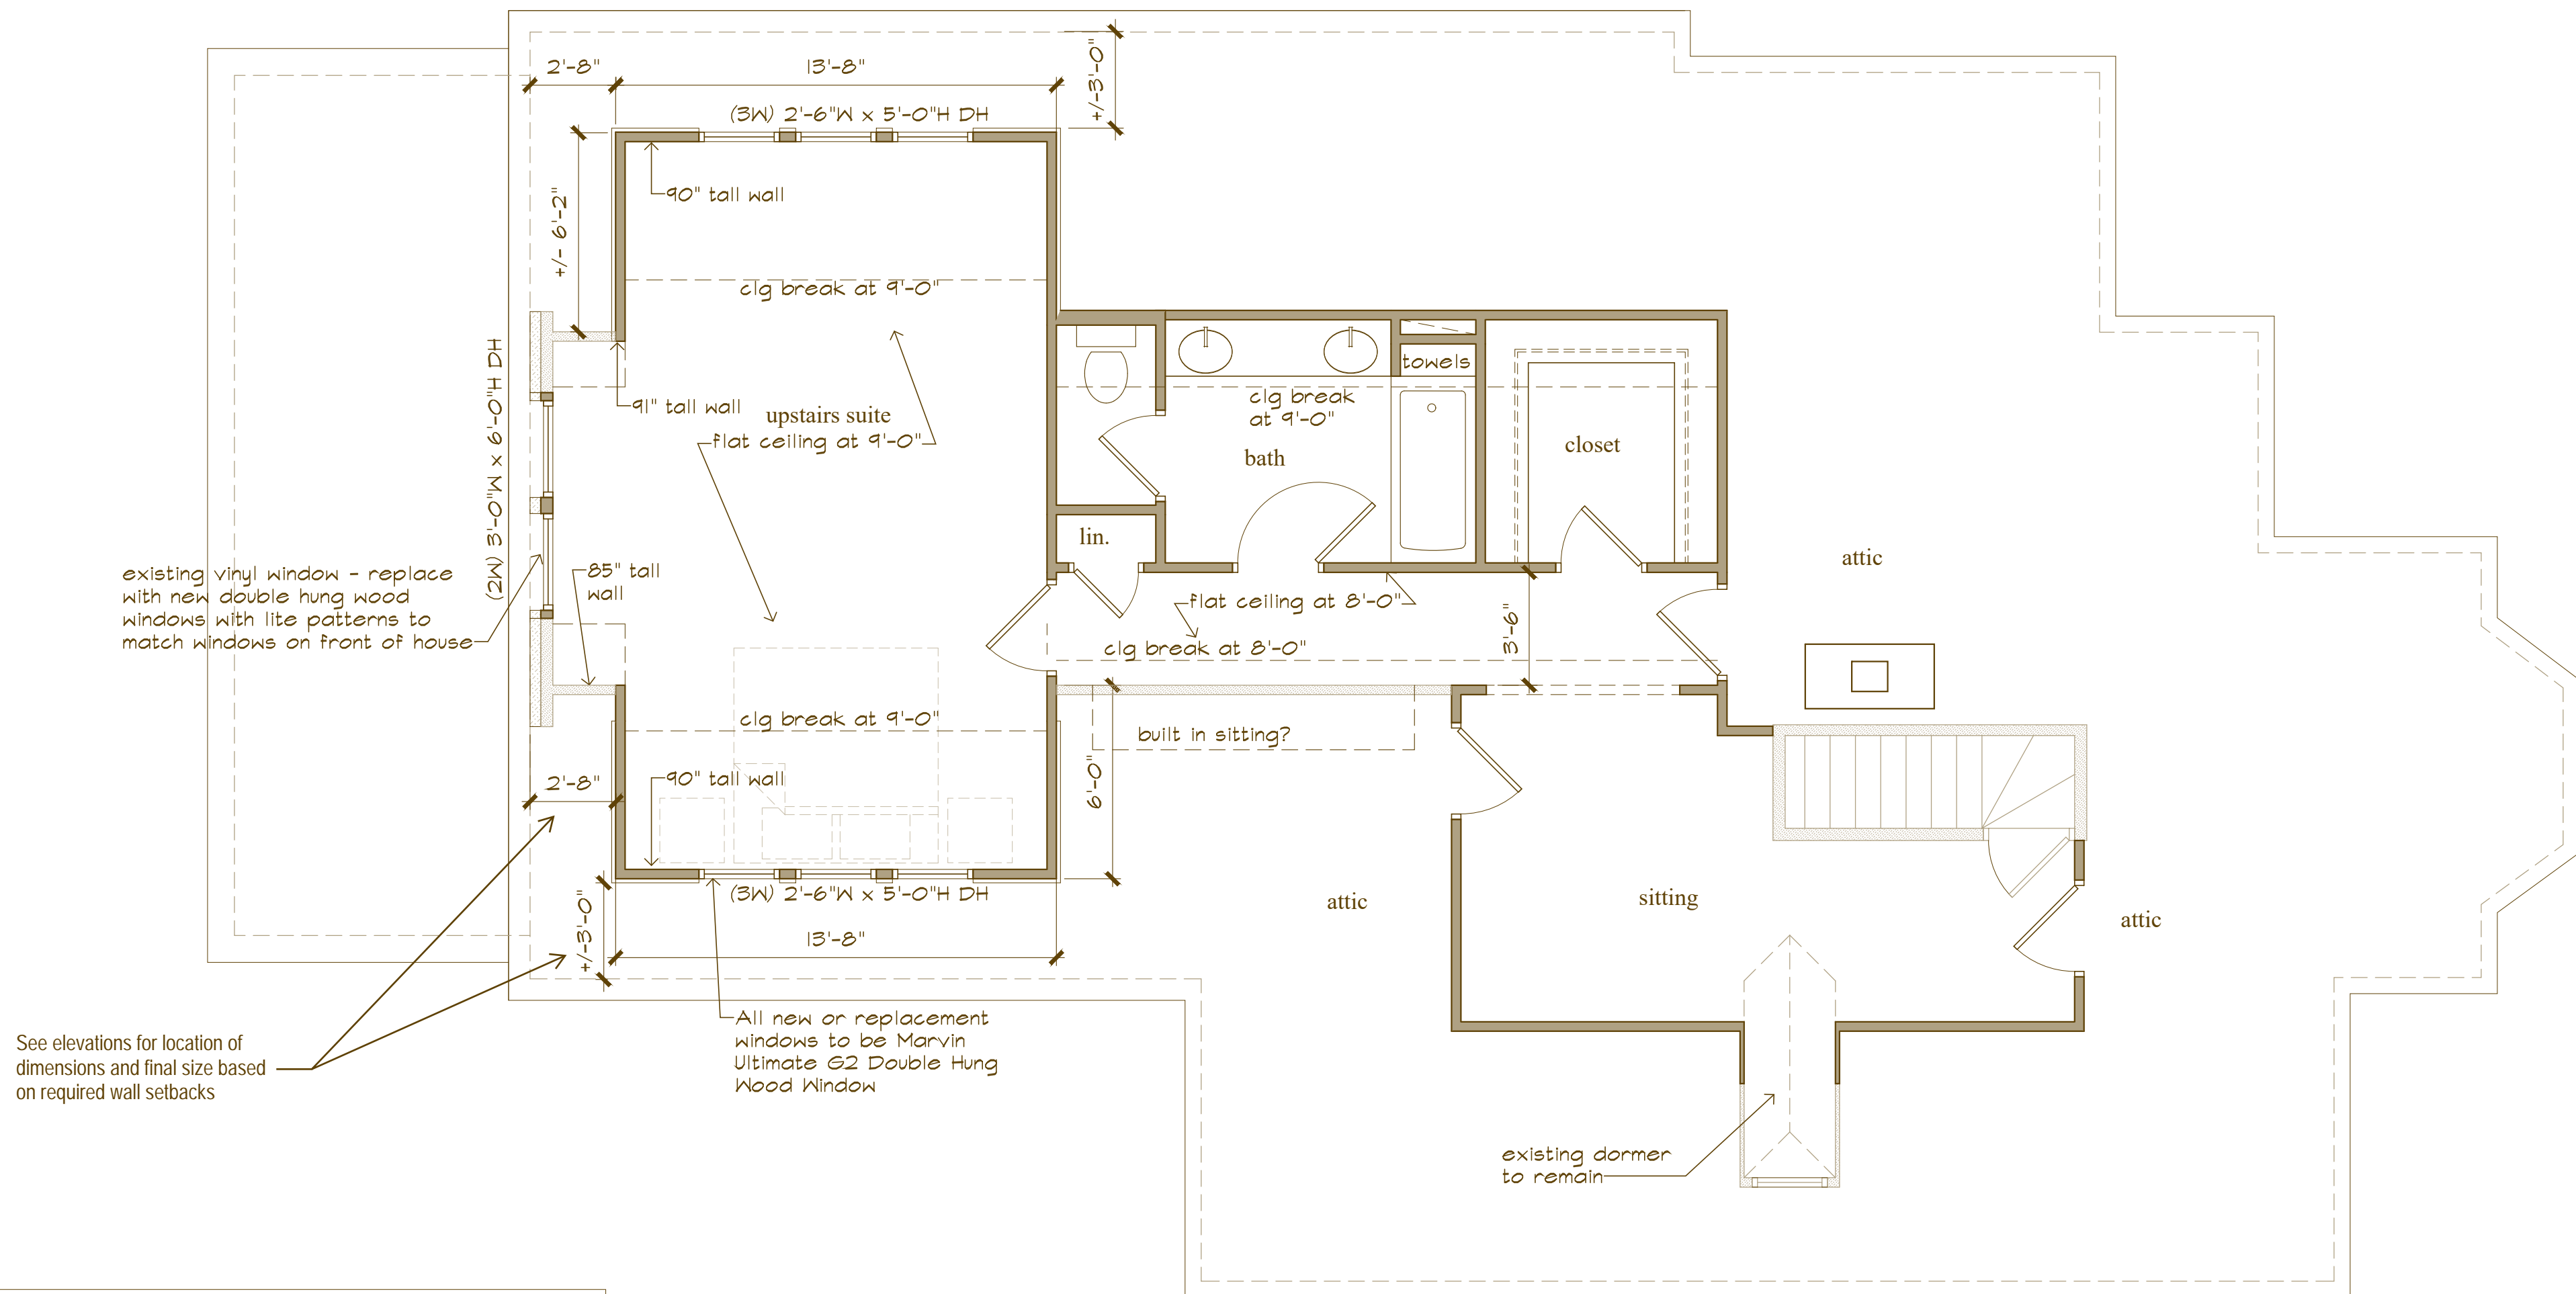 2'-8"
13'-8"
+/-3'-0"
(3W) 2'-6"W x 5'-0"H DH
90" tall wall
+/- 6'-2"
clg break at 9'-0"
(2W) 3'-0"W x 6'-0"H DH
91" tall wall
upstairs suite
flat ceiling at 9'-0"
towels
clg break
at 9'-0"
bath
closet
lin.
attic
existing vinyl window - replace
with new double hung wood
windows with lite patterns to
match windows on front of house
85" tall
wall
flat ceiling at 8'-0"
clg break at 8'-0"
3'-6"
clg break at 9'-0"
built in sitting?
2'-8"
90" tall wall
6'-0"
(3W) 2'-6"W x 5'-0"H DH
+/-3'-0"
13'-8"
attic
sitting
attic
See elevations for location of
dimensions and final size based
on required wall setbacks
All new or replacement
windows to be Marvin
Ultimate G2 Double Hung
Wood Window
existing dormer
to remain